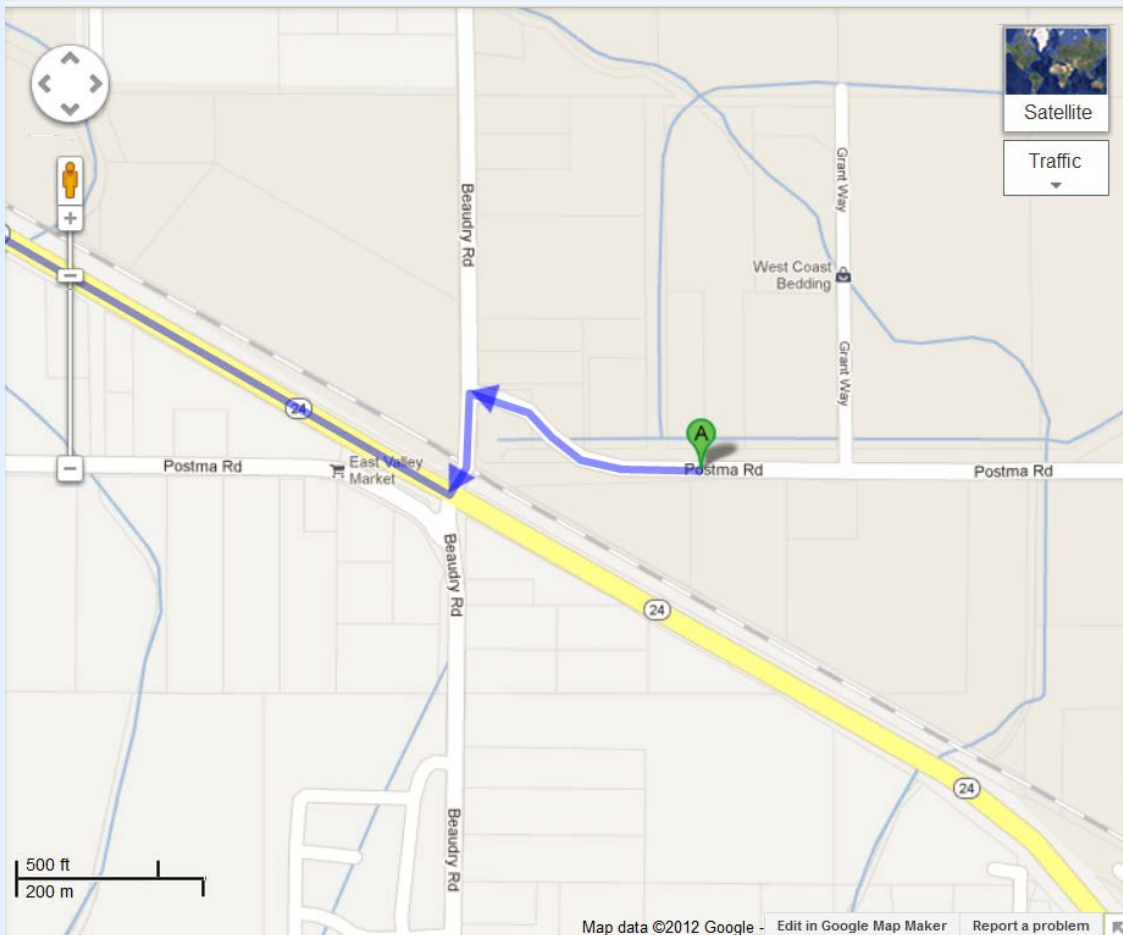 Satellite
Traffic
Grant Way
Beaudry Rd
West Coast
Bedding
+
Grant Way
24
A
Postma Rd
East Valley
Market
Postma Rd
Postma Rd
Beaudry Rd
24
24
Beaudry Rd
500 ft
200 m
Map data ©2012 Google -
Edit in Google Map Maker
Report a problem